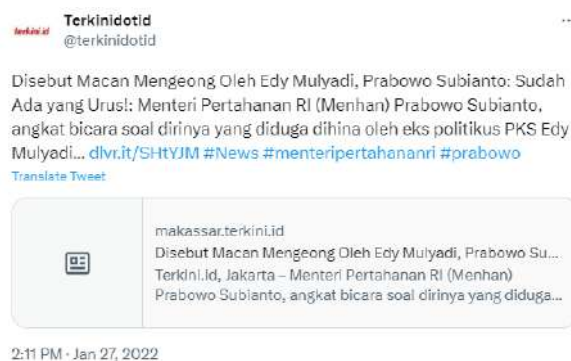 Terkinidotid
terkini.id
@terkinidotid
Disebut Macan Mengeong Oleh Edy Mulyadi, Prabowo Subianto: Sudah
Ada yang Urus!: Menteri Pertahanan RI (Menhan) Prabowo Subianto,
angkat bicara soal dirinya yang diduga dihina oleh eks politikus PKS Edy
Mulyadi... dlvr.it/SHtYJM #News #menteripertahananri #prabowo
Translate Tweet
makassar.terkini.id
Disebut Macan Mengeong Oleh Edy Mulyadi, Prabowo Su...
Terkini.id, Jakarta – Menteri Pertahanan RI (Menhan)
Prabowo Subianto, angkat bicara soal dirinya yang diduga...
2:11 PM · Jan 27, 2022